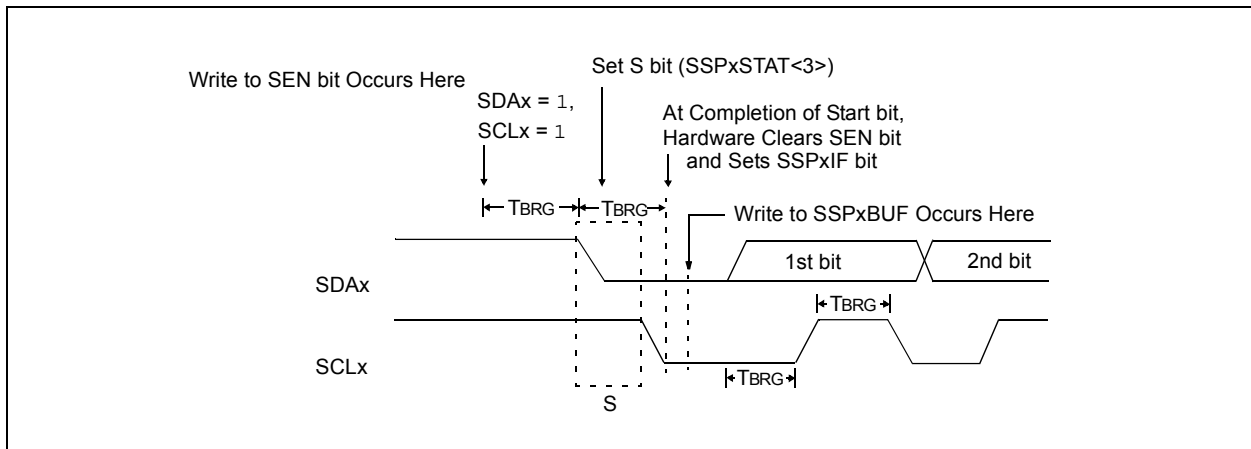 Write to SEN bit Occurs Here
SDAx = 1,
SCLx = 1
Set S bit (SSPxSTAT<3>)
At Completion of Start bit,
Hardware Clears SEN bit
and Sets SSPxIF bit
TBRG
TBRG
Write to SSPxBUF Occurs Here
SDAx
1st bit
2nd bit
TBRG
SCLx
TBRG
S